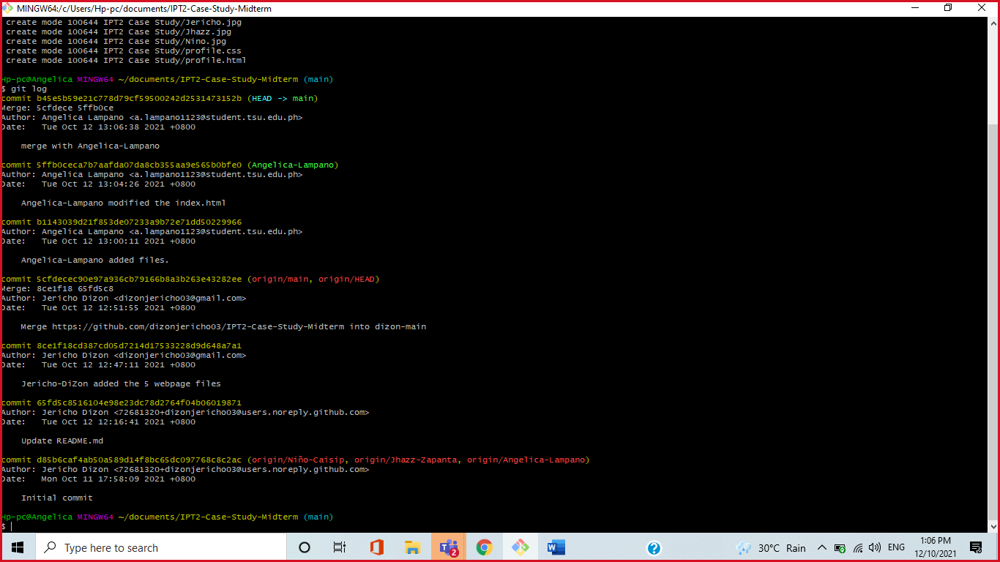 MINGW64:/c/Users/Hp-pc/documents/IPT2-Case-Study-Midterm
create mode 100644 IPT2 Case Study/Jericho.jpg
create mode 100644 IPT2 Case Study/Jhazz.jpg
create mode 100644 IPT2 Case Study/Nino.jpg
create mode 100644 IPT2 Case Study/profile.css
create mode 100644 IPT2 Case Study/profile.html
Hp-pc@Angelica MINGW64 ~/documents/IPT2-Case-Study-Midterm (main)
$ git log
commit b45e5b59e21c778d79cf59500242d2531473152b (HEAD -> main)
Merge: 5cfdece 5ffb0ce
Author: Angelica Lampano <a.lampano1123@student.tsu.edu.ph>
Date:   Tue Oct 12 13:06:38 2021 +0800
merge with Angelica-Lampano
commit 5ffb0ceca7b7aafda07da8cb355aa9e565b0bfe0 (Angelica-Lampano)
Author: Angelica Lampano <a.lampano1123@student.tsu.edu.ph>
Date:   Tue Oct 12 13:04:26 2021 +0800
Angelica-Lampano modified the index.html
commit b1143039d21f853de07233a9b72e71dd50229966
Author: Angelica Lampano <a.lampano1123@student.tsu.edu.ph>
Date:   Tue Oct 12 13:00:11 2021 +0800
Angelica-Lampano added files.
commit 5cfdecec90e97a936cb79166b8a3b263e43282ee (origin/main, origin/HEAD)
Merge: 8ce1f18 65fd5c8
Author: Jericho Dizon <dizonjericho03@gmail.com>
Date:   Tue Oct 12 12:51:55 2021 +0800
Merge https://github.com/dizonjericho03/IPT2-Case-Study-Midterm into dizon-main
commit 8ce1f18cd387cd05d7214d17533228d9d648a7a1
Author: Jericho Dizon <dizonjericho03@gmail.com>
Date:   Tue Oct 12 12:47:11 2021 +0800
Jericho-DiZon added the 5 webpage files
commit 65fd5c8516104e98e23dc78d2764f04b06019871
Author: Jericho Dizon <72681320+dizonjericho03@users.noreply.github.com>
Date:   Tue Oct 12 12:16:41 2021 +0800
Update README.md
commit d85b6caf4ab50a589d14f8bc65dc097768c8c2ac (origin/Niño-Caisip, origin/Jhazz-Zapanta, origin/Angelica-Lampano)
Author: Jericho Dizon <72681320+dizonjericho03@users.noreply.github.com>
Date:   Mon Oct 11 17:58:09 2021 +0800
Initial commit
Hp-pc@Angelica MINGW64 ~/documents/IPT2-Case-Study-Midterm (main)
$
Type here to search
2
30°C Rain
ENG
1:06 PM
12/10/2021